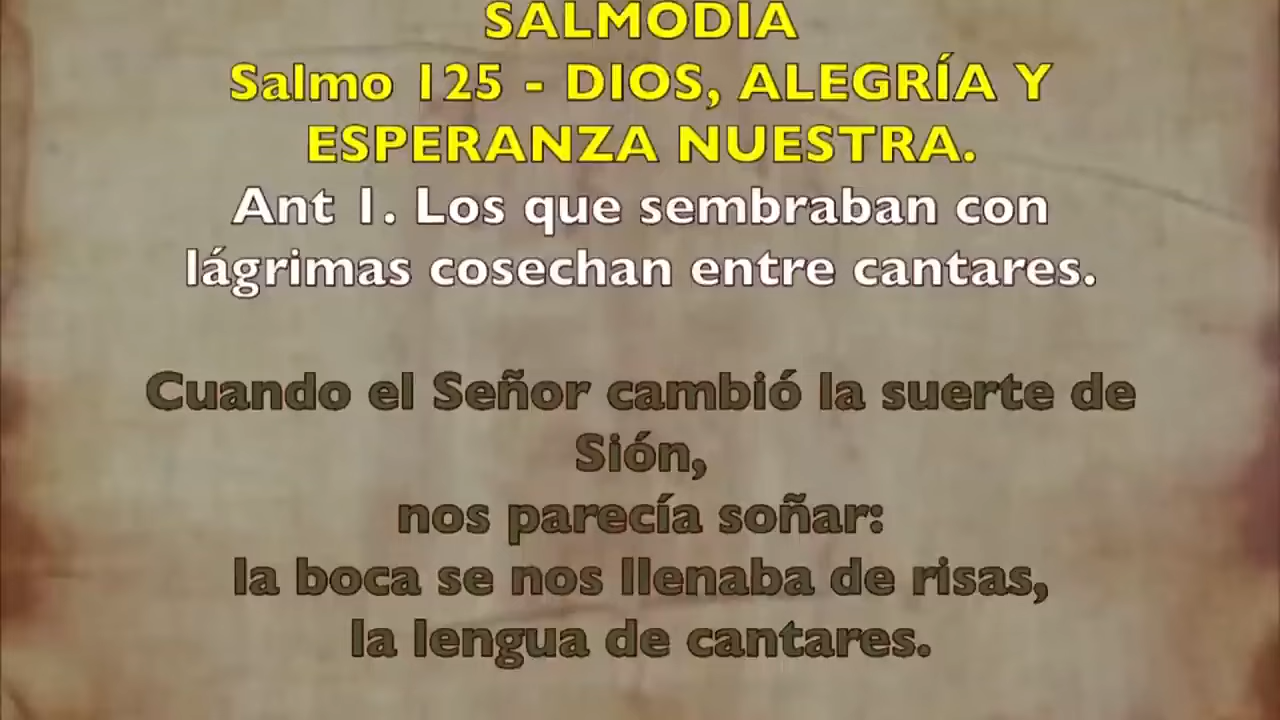 SALMODIA
Salmo 125 - DIOS, ALEGRÍA Y
ESPERANZA NUESTRA.
Ant 1. Los que sembraban con
lágrimas cosechan entre cantares.
Cuando el Señor cambió la suerte de
Sión,
nos parecía soñar:
la boca se nos llenaba de risas,
la lengua de cantares.